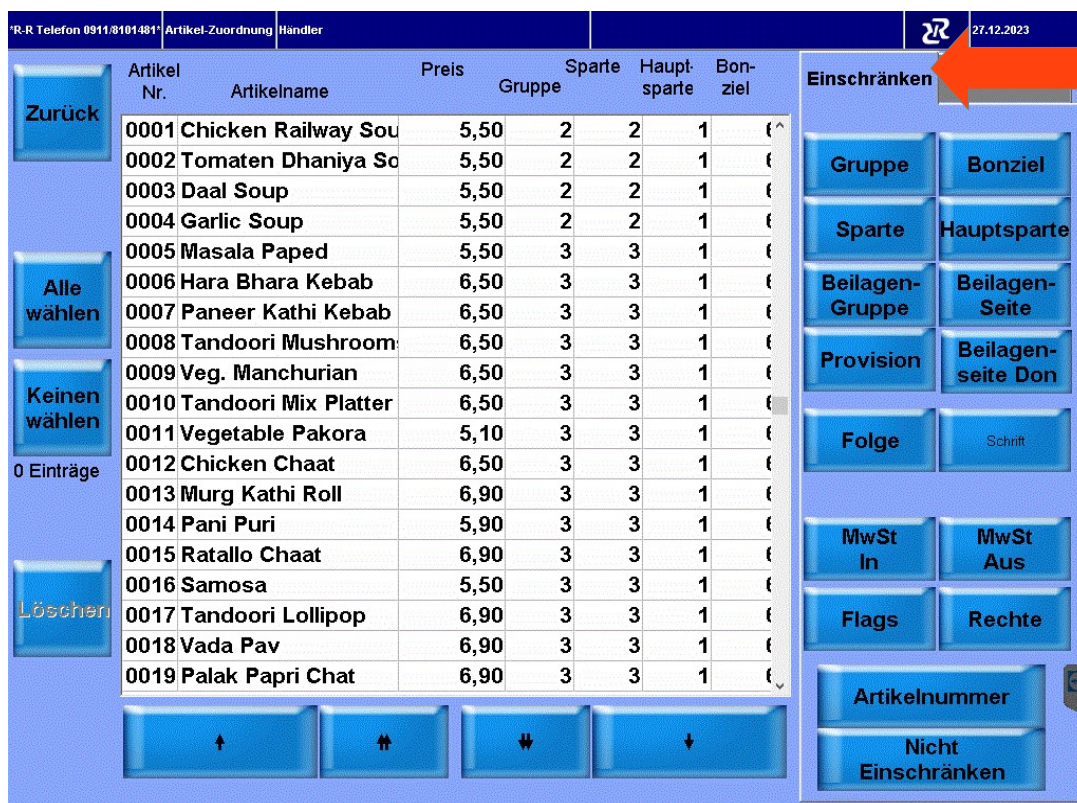 *R-R Telefon 0911/8101481* Artikel-Zuordnung Händler 27.12.2023
Zurück
Alle
wählen
Keinen
wählen
0 Einträge
Löschen
Artikel Nr. Artikelname Preis Gruppe Sparte Haupt- sparte Bon- ziel
0001 Chicken Railway Sou 5,50 2 2 1
0002 Tomaten Dhaniya So 5,50 2 2 1
0003 Daal Soup 5,50 2 2 1
0004 Garlic Soup 5,50 2 2 1
0005 Masala Paped 5,50 3 3 1
0006 Hara Bhara Kebab 6,50 3 3 1
0007 Paneer Kathi Kebab 6,50 3 3 1
0008 Tandoori Mushroom 6,50 3 3 1
0009 Veg. Manchurian 6,50 3 3 1
0010 Tandoori Mix Platter 6,50 3 3 1
0011 Vegetable Pakora 5,10 3 3 1
0012 Chicken Chaat 6,50 3 3 1
0013 Murg Kathi Roll 6,90 3 3 1
0014 Pani Puri 5,90 3 3 1
0015 Ratallo Chaat 6,90 3 3 1
0016 Samosa 5,50 3 3 1
0017 Tandoori Lollipop 6,90 3 3 1
0018 Vada Pav 6,90 3 3 1
0019 Palak Papri Chat 6,90 3 3 1
Einschränken
Gruppe Bonziel
Sparte Hauptsparte
Beilagen-
Gruppe
Beilagen-
Seite
Provision
Beilagen-
seite Don
Folge Schrift
MwSt
In
MwSt
Aus
Flags Rechte
Artikelnummer
Nicht
Einschränken